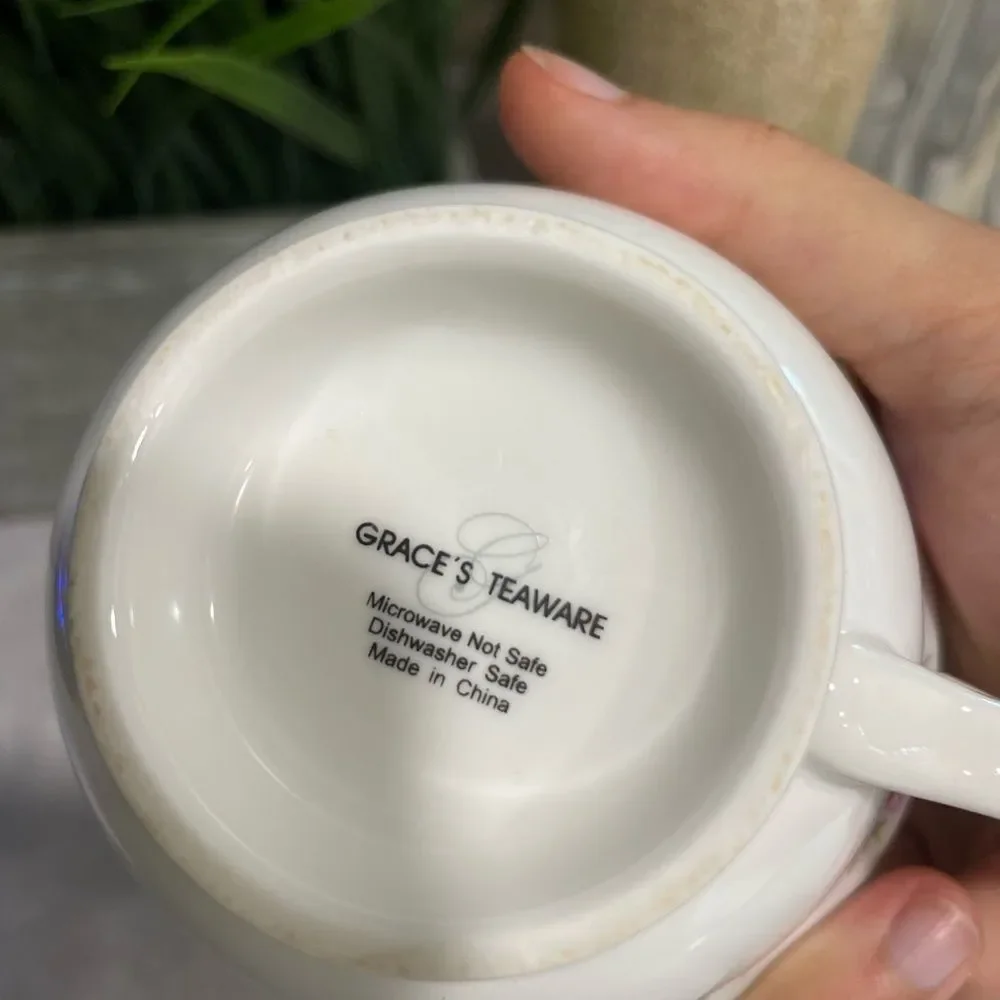 G
GRACE´S TEAWARE
Microwave Not Safe
Dishwasher Safe
Made in China